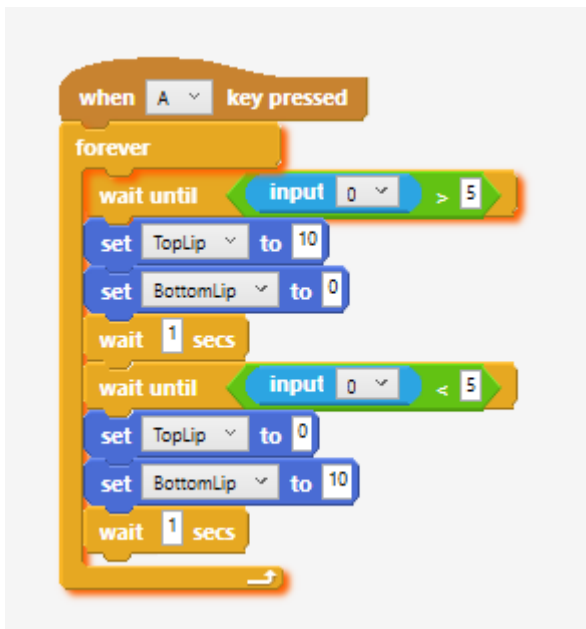 when A key pressed
forever
wait until input 0 > 5
set TopLip to 10
set BottomLip to 0
wait 1 secs
wait until input 0 < 5
set TopLip to 0
set BottomLip to 10
wait 1 secs